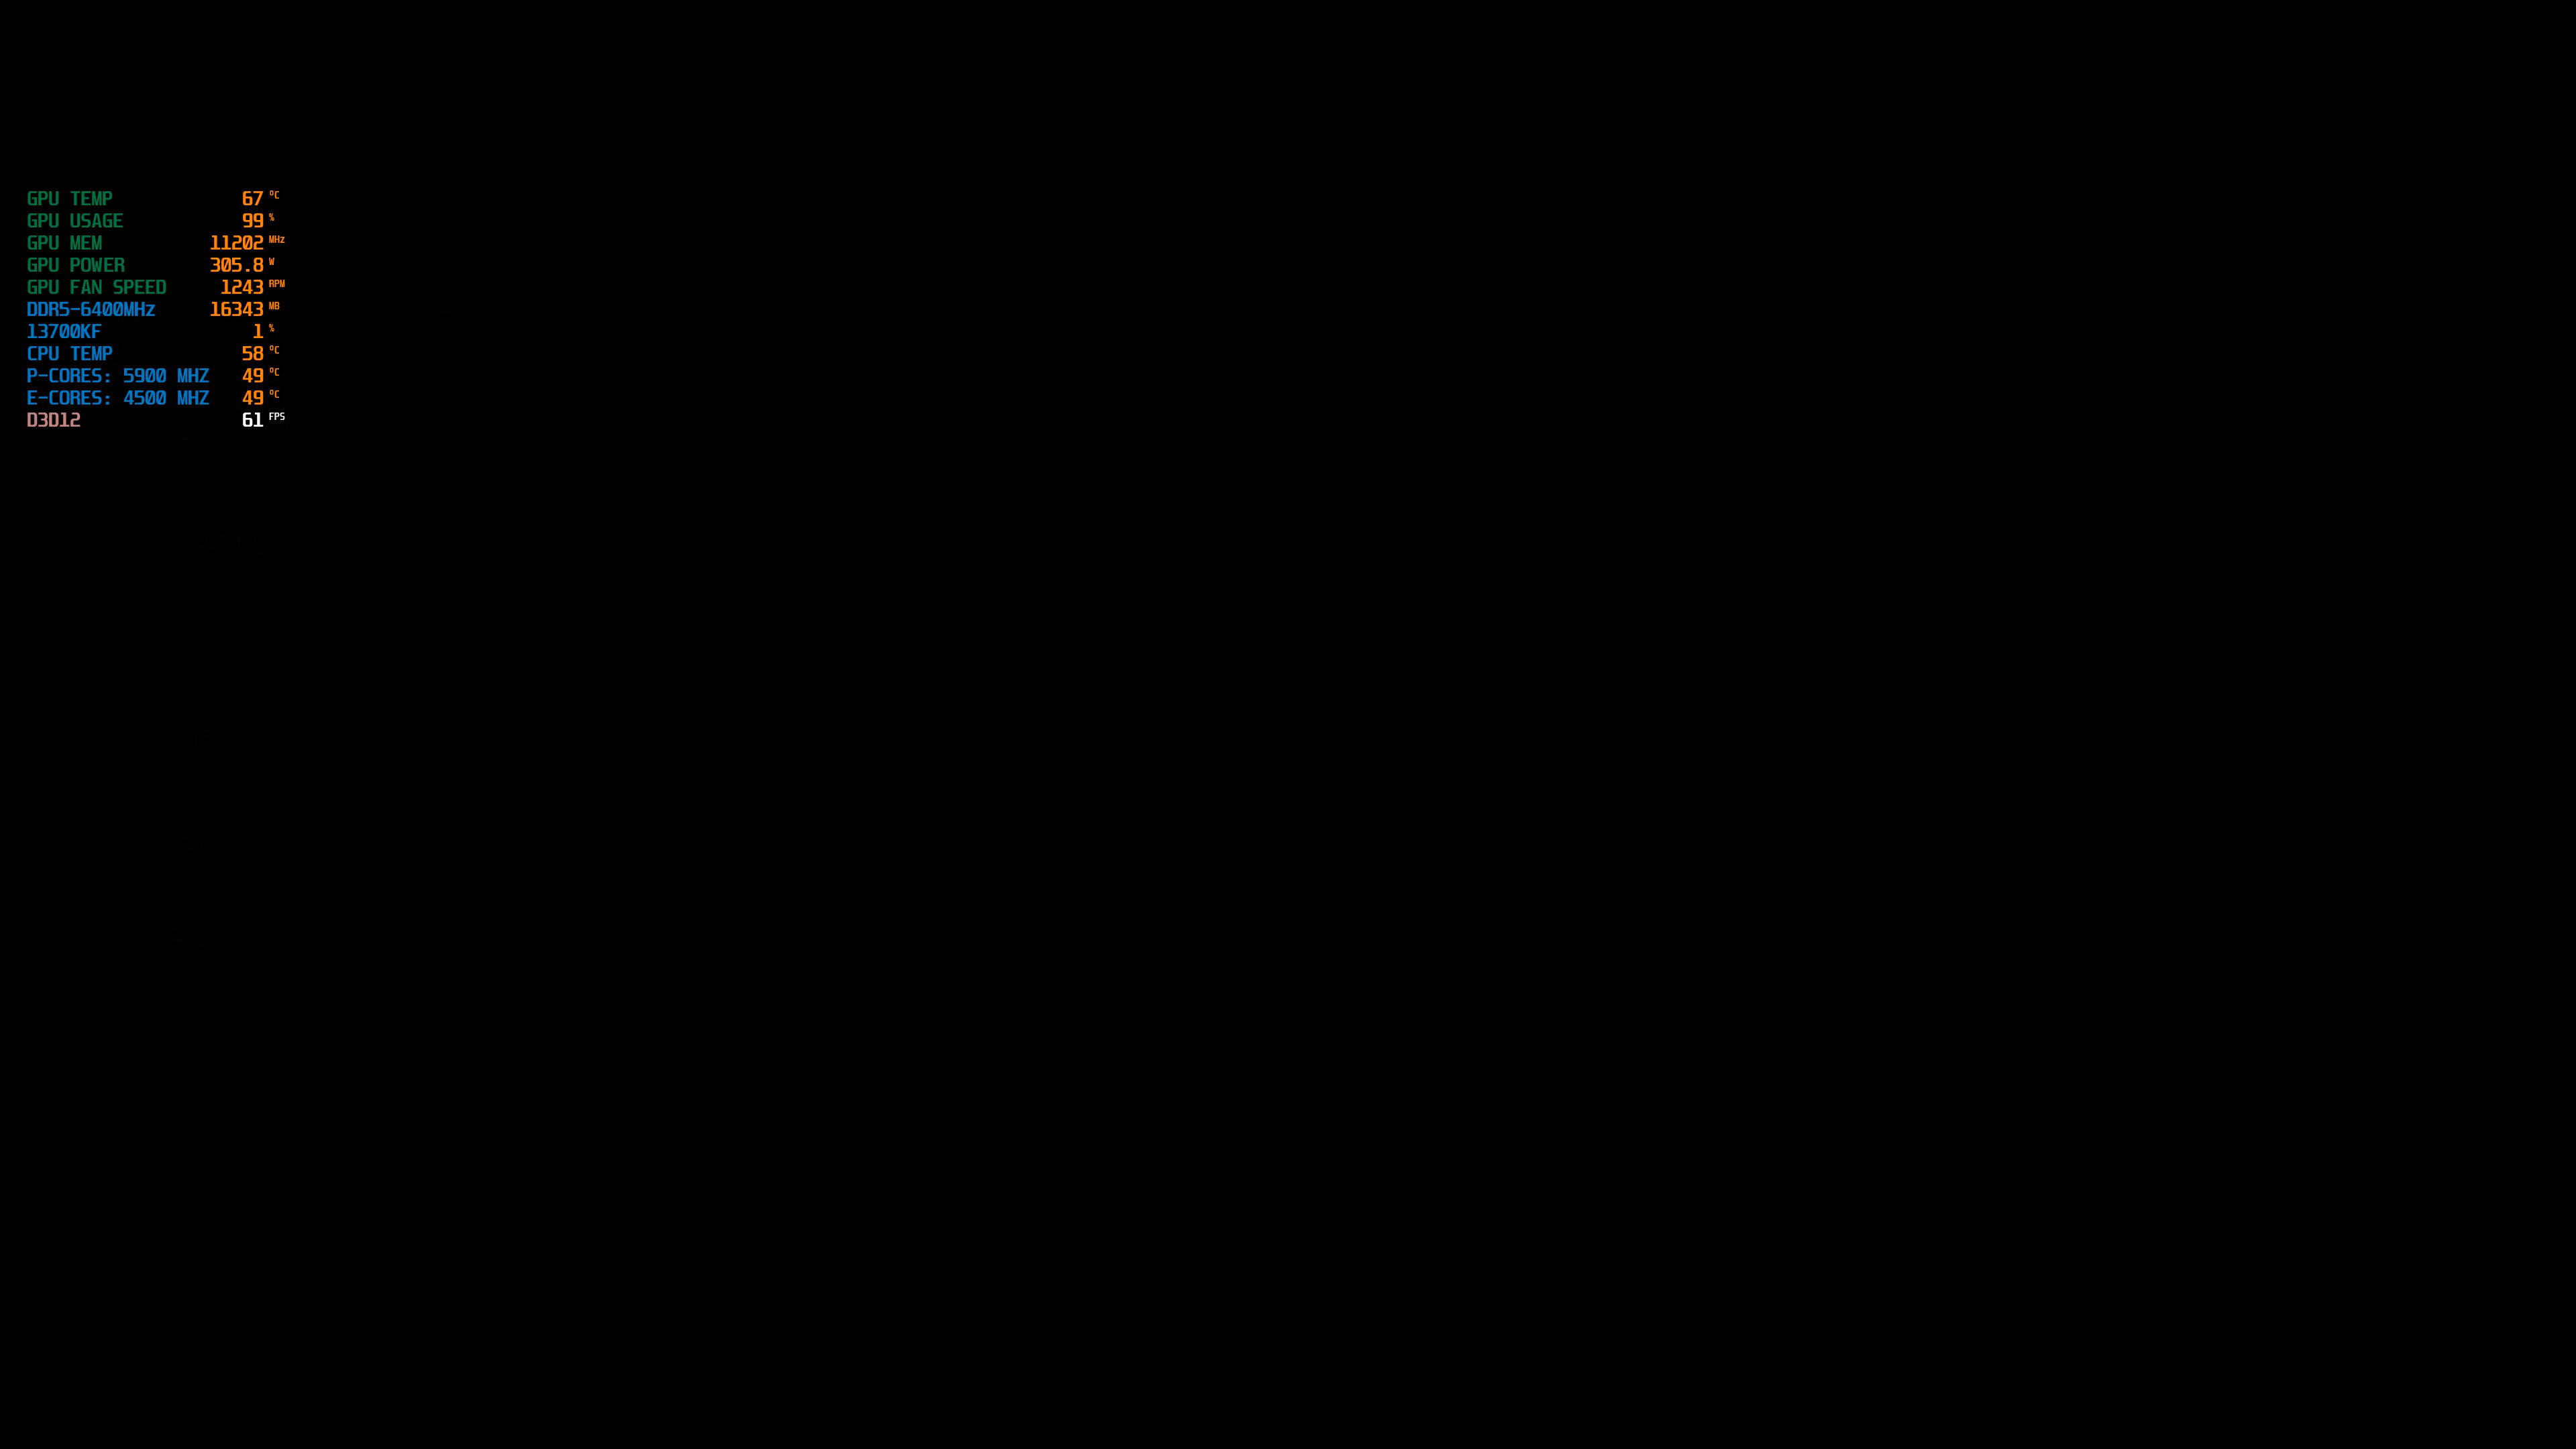 GPU TEMP 67 °C
GPU USAGE 99 %
GPU MEM 11202 MHz
GPU POWER 305.8 W
GPU FAN SPEED 1243 RPM
DDR5-6400MHz 16343 MB
13700KF 1 %
CPU TEMP 58 °C
P-CORES: 5900 MHZ 49 °C
E-CORES: 4500 MHZ 49 °C
D3D12 61 FPS